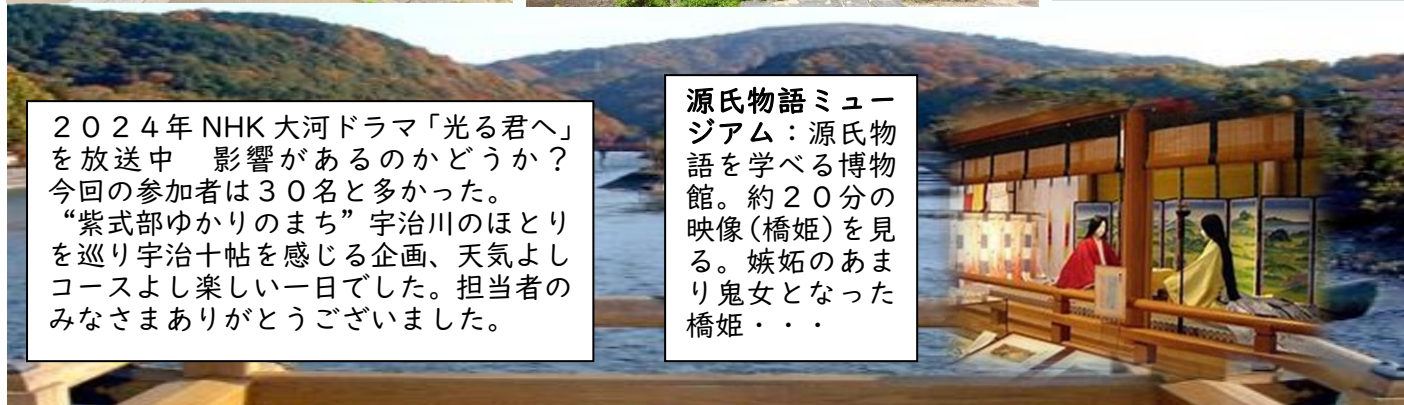 ２０２４年 NHK 大河ドラマ「光る君へ」
を放送中　影響があるのかどうか？
今回の参加者は３０名と多かった。
“紫式部ゆかりのまち”宇治川のほとり
を巡り宇治十帖を感じる企画、天気よし
コースよし楽しい一日でした。担当者の
みなさまありがとうございました。
源氏物語ミュー
ジアム：源氏物
語を学べる博物
館。約２０分の
映像（橋姫）を見
る。嫉妬のあま
り鬼女となった
橋姫・・・